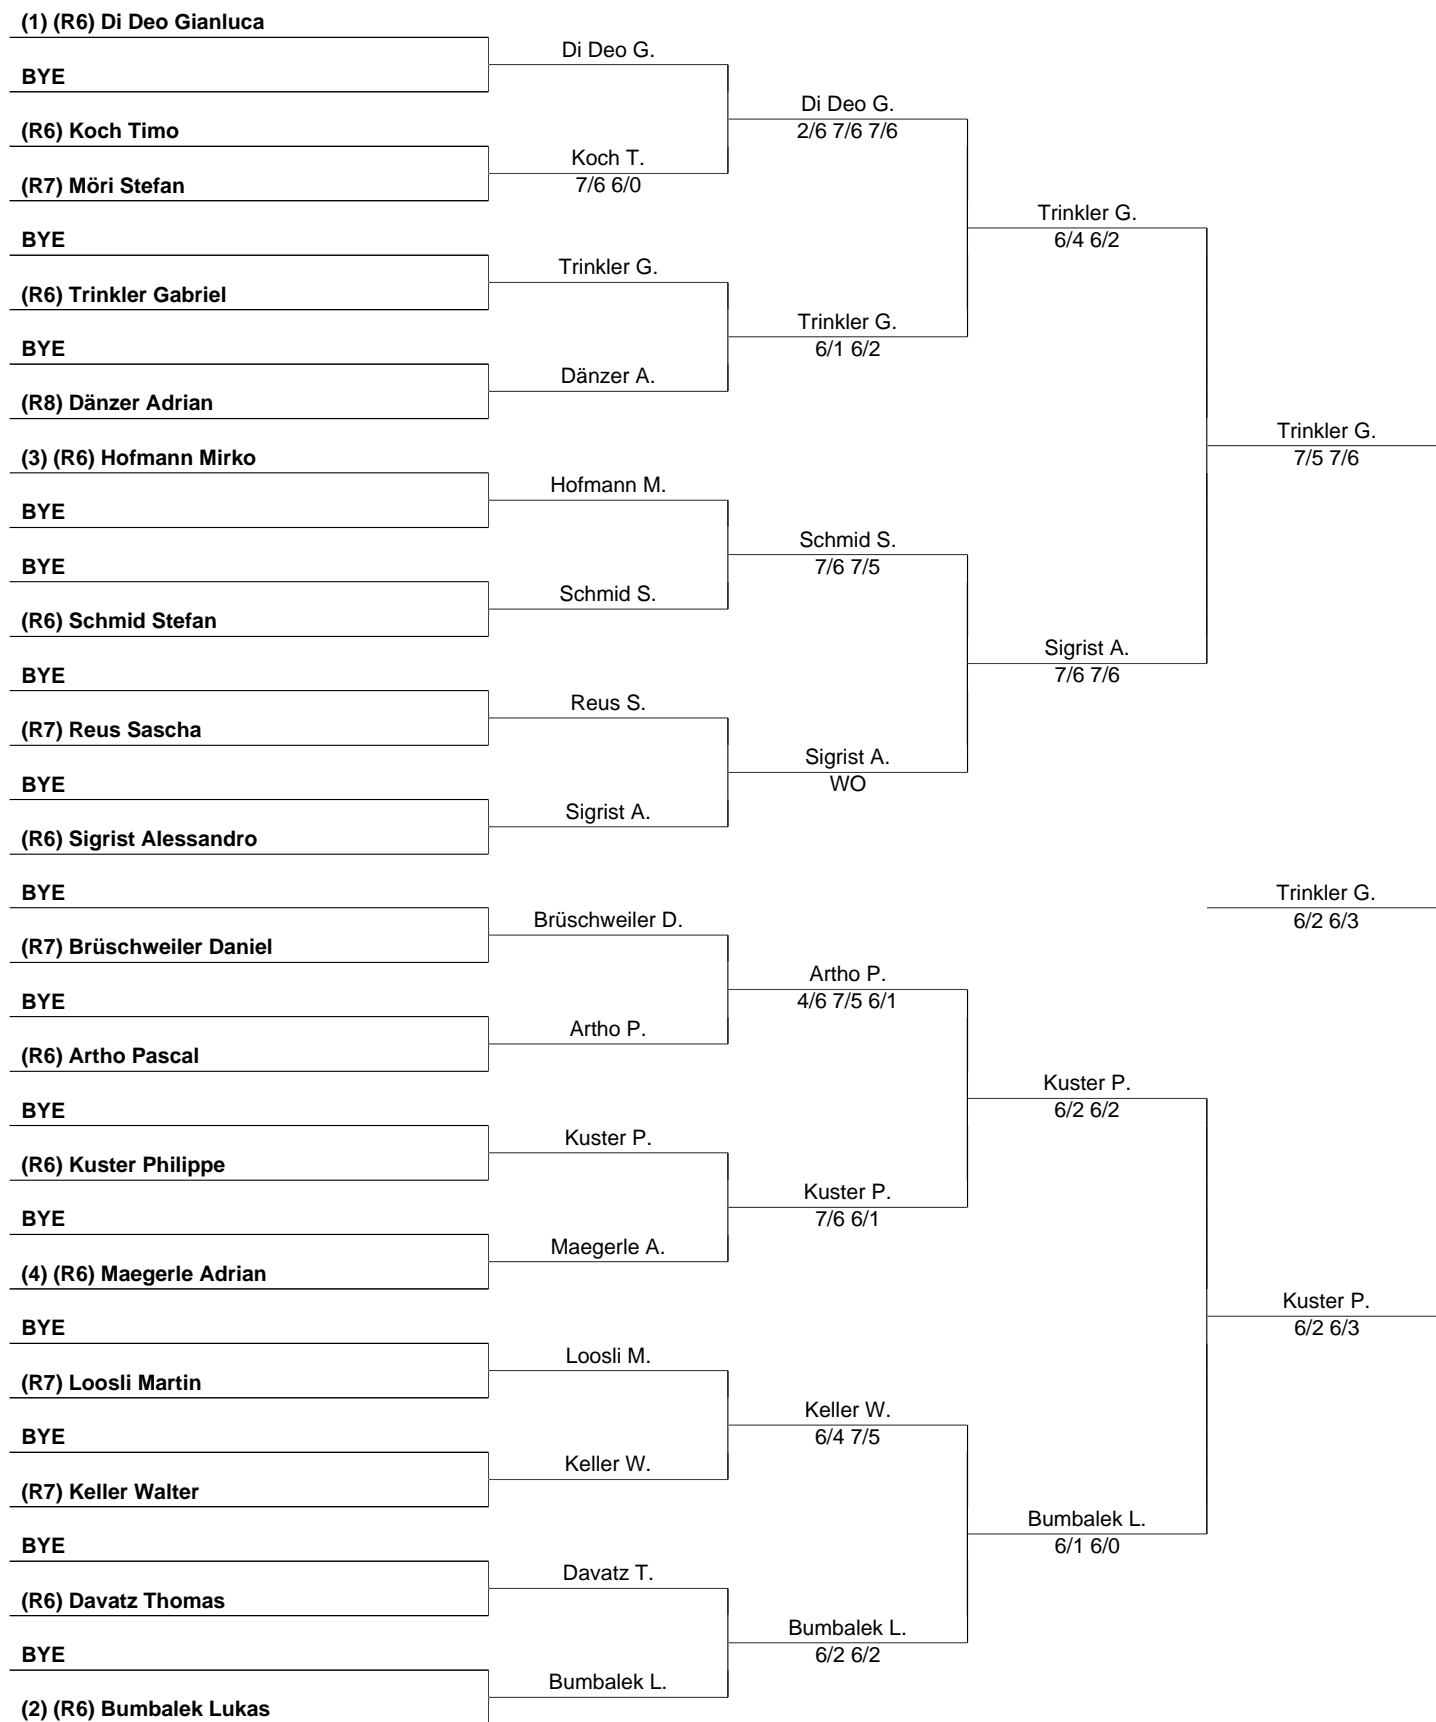 (1) (R6) Di Deo Gianluca
Di Deo G.
BYE
Di Deo G.
(R6) Koch Timo
2/6 7/6 7/6
Koch T.
(R7) Möri Stefan
7/6 6/0
Trinkler G.
BYE
6/4 6/2
Trinkler G.
(R6) Trinkler Gabriel
Trinkler G.
BYE
6/1 6/2
Dänzer A.
(R8) Dänzer Adrian
Trinkler G.
(3) (R6) Hofmann Mirko
7/5 7/6
Hofmann M.
BYE
Schmid S.
BYE
7/6 7/5
Schmid S.
(R6) Schmid Stefan
Sigrist A.
BYE
7/6 7/6
Reus S.
(R7) Reus Sascha
Sigrist A.
BYE
WO
Sigrist A.
(R6) Sigrist Alessandro
BYE
Trinkler G.
Brüschweiler D.
6/2 6/3
(R7) Brüschweiler Daniel
Artho P.
BYE
4/6 7/5 6/1
Artho P.
(R6) Artho Pascal
Kuster P.
BYE
6/2 6/2
Kuster P.
(R6) Kuster Philippe
Kuster P.
BYE
7/6 6/1
Maegerle A.
(4) (R6) Maegerle Adrian
Kuster P.
BYE
6/2 6/3
Loosli M.
(R7) Loosli Martin
Keller W.
BYE
6/4 7/5
Keller W.
(R7) Keller Walter
Bumbalek L.
BYE
6/1 6/0
Davatz T.
(R6) Davatz Thomas
Bumbalek L.
BYE
6/2 6/2
Bumbalek L.
(2) (R6) Bumbalek Lukas